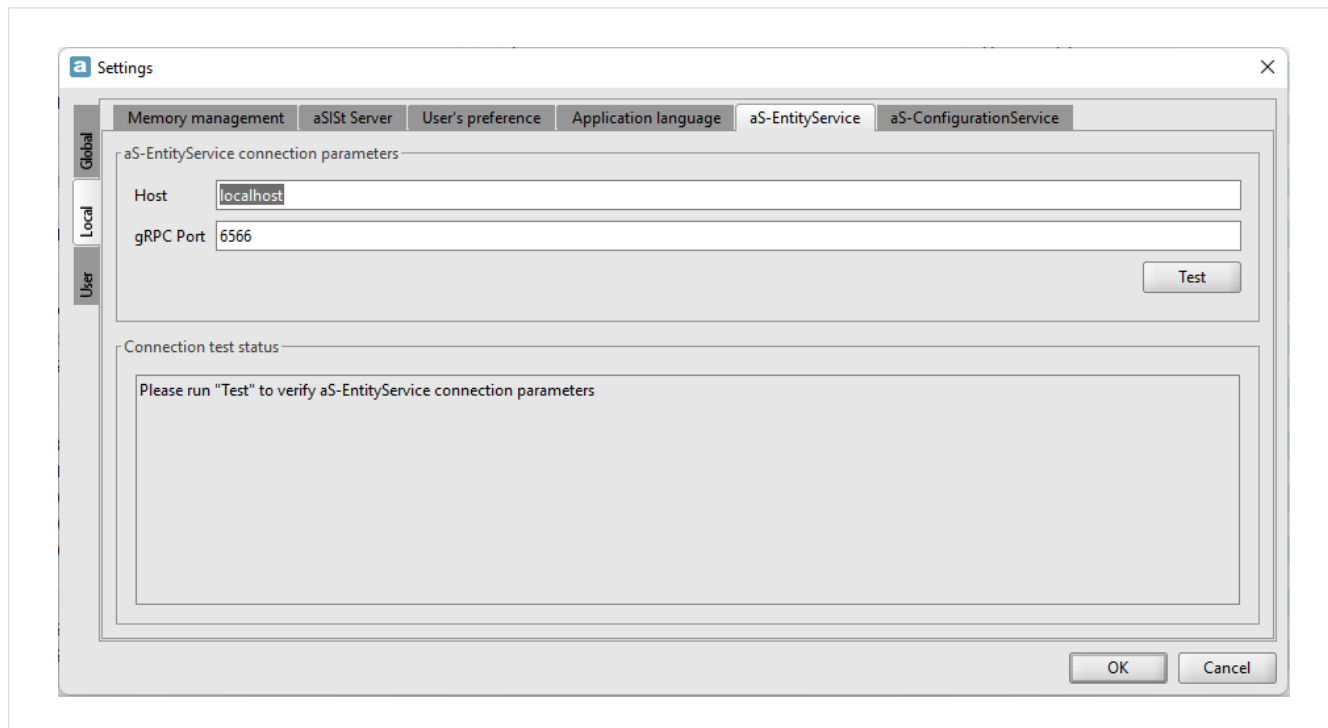 a Settings
Memory management aSISt Server User's preference Application language aS-EntityService aS-ConfigurationService
Global
Local
User
aS-EntityService connection parameters
Host localhost
gRPC Port 6566
Test
Connection test status
Please run "Test" to verify aS-EntityService connection parameters
OK Cancel